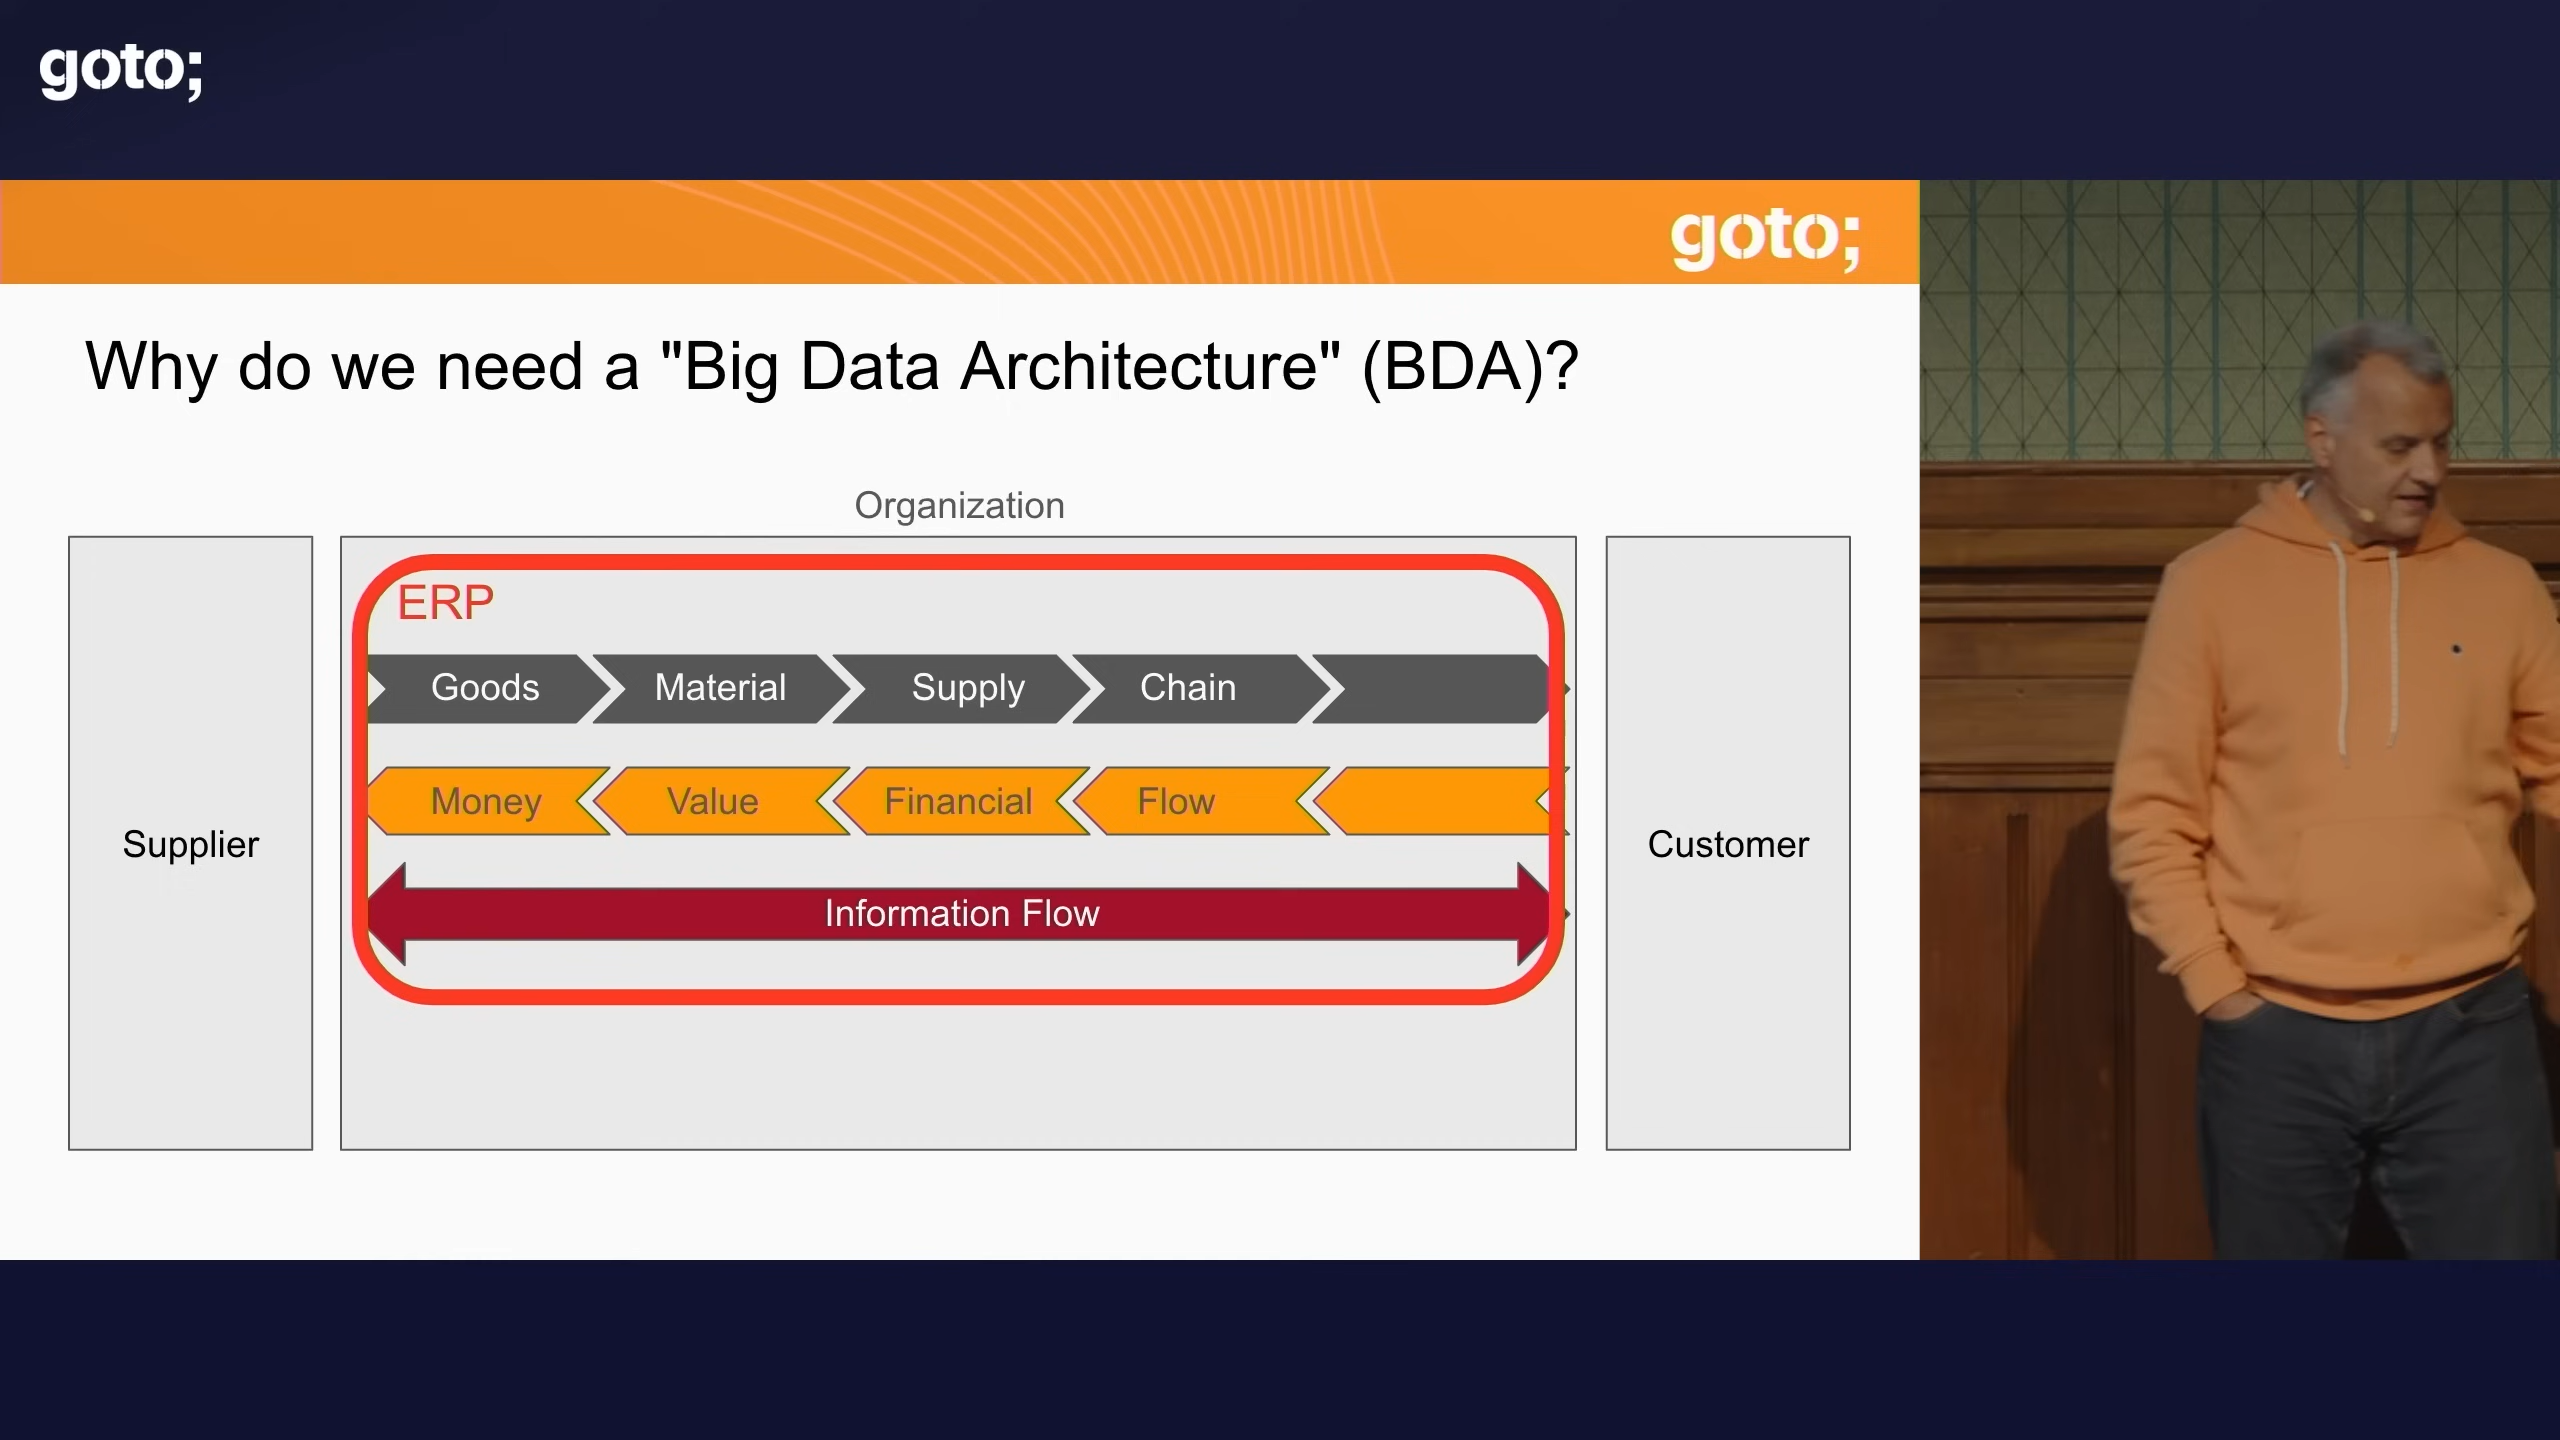 goto;
goto;
Why do we need a "Big Data Architecture" (BDA)?
Organization
ERP
Goods Material Supply Chain
Money Value Financial Flow
Supplier
Customer
Information Flow